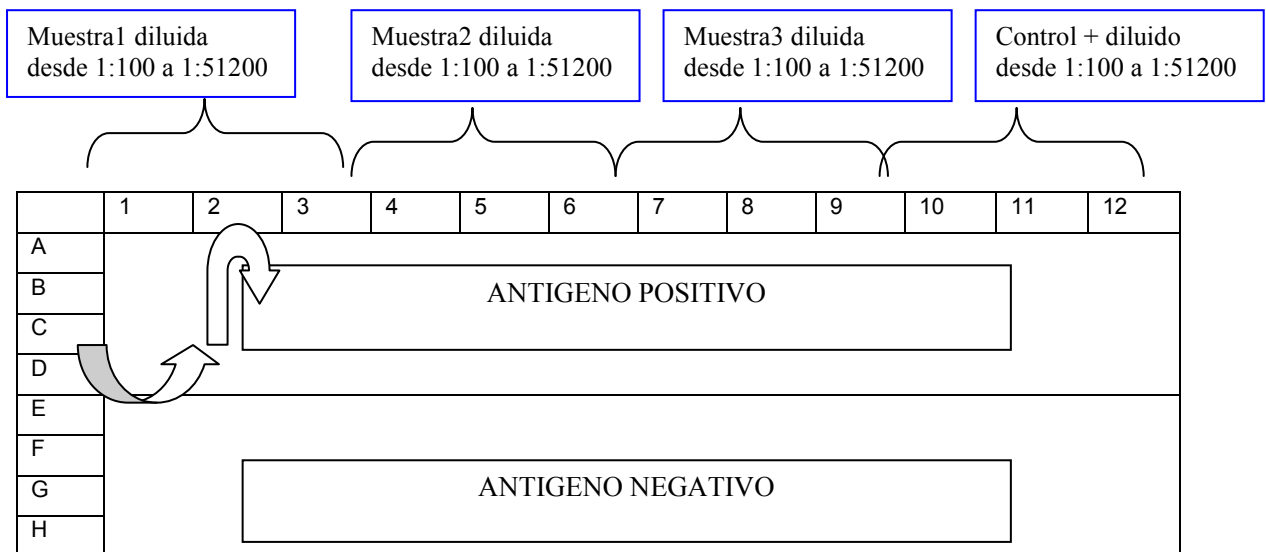 Muestra1 diluida
desde 1:100 a 1:51200
Muestra2 diluida
desde 1:100 a 1:51200
Muestra3 diluida
desde 1:100 a 1:51200
Control + diluido
desde 1:100 a 1:51200
1 2 3 4 5 6 7 8 9 10 11 12
A
B
ANTIGENO POSITIVO
C
D
E
F
G
ANTIGENO NEGATIVO
H